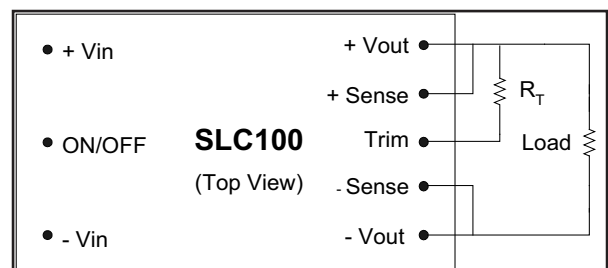 + Vin
ON/OFF
- Vin
SLC100
(Top View)
+ Vout
+ Sense
Trim
- Sense
- Vout
R_T
Load